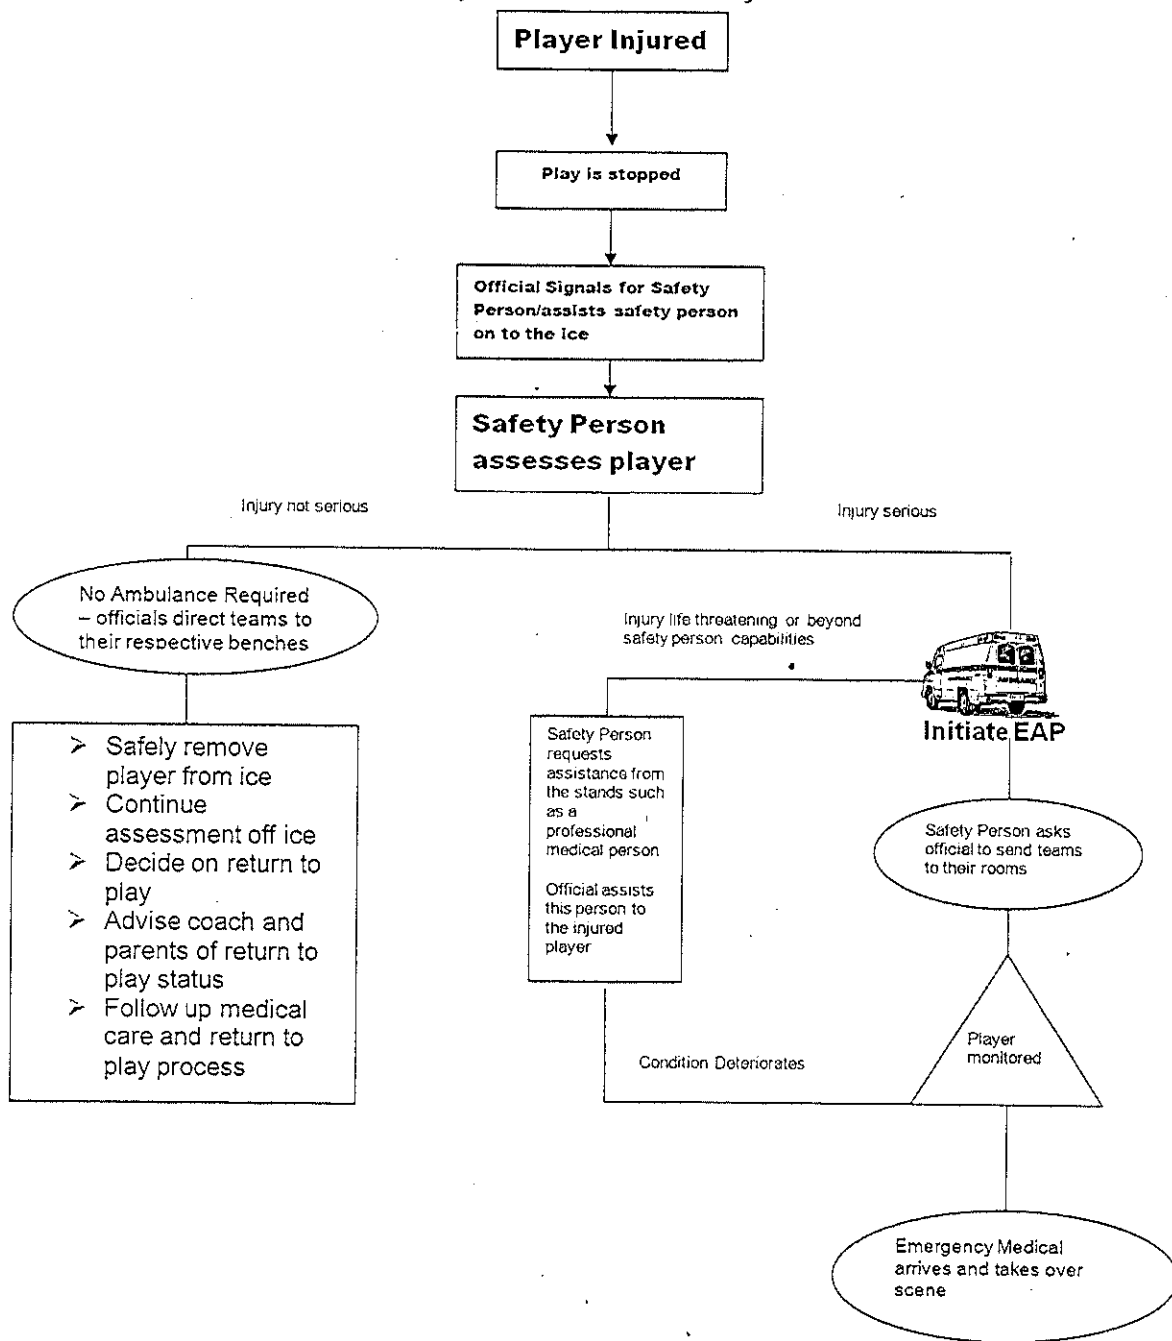 Player Injured
Play is stopped
Official Signals for Safety
Person/assists safety person
on to the ice
Safety Person
assesses player
Injury not serious
Injury serious
No Ambulance Required
– officials direct teams to
their respective benches
Injury life threatening or beyond
safety person capabilities
AMBULANCE
Initiate EAP
➢ Safely remove
player from ice
➢ Continue
assessment off ice
➢ Decide on return to
play
➢ Advise coach and
parents of return to
play status
➢ Follow up medical
care and return to
play process
Safety Person
requests
assistance from
the stands such
as a
professional
medical person
Official assists
this person to
the injured
player
Safety Person asks
official to send teams
to their rooms
Player
monitored
Condition Deteriorates
Emergency Medical
arrives and takes over
scene